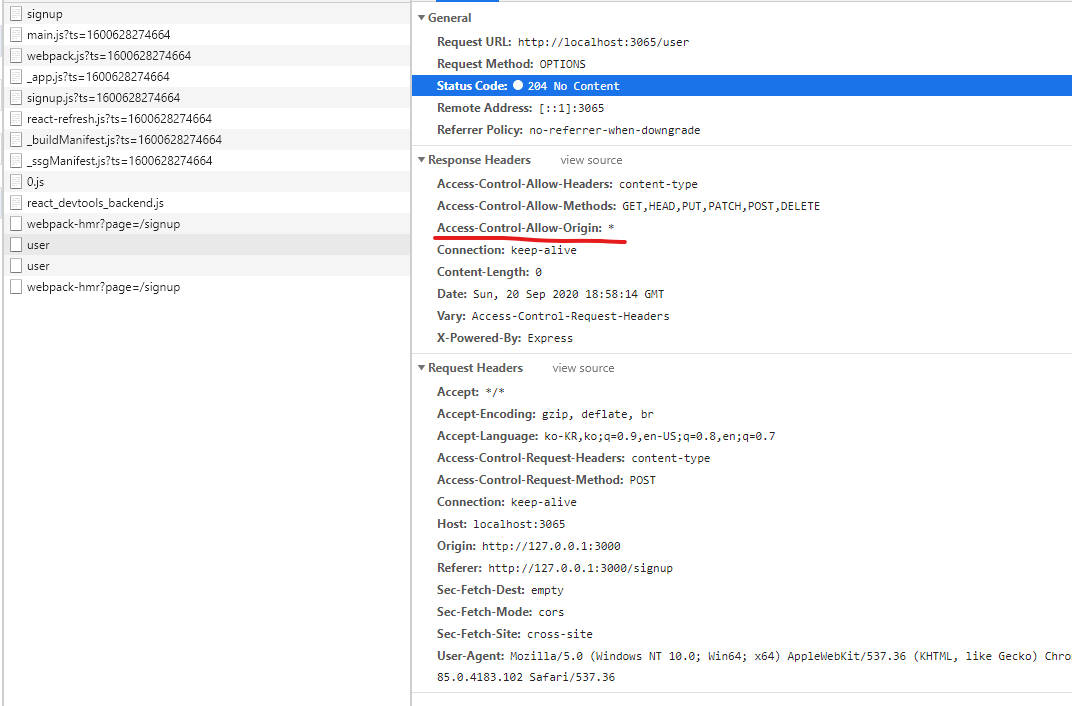 signup
main.js?ts=1600628274664
webpack.js?ts=1600628274664
_app.js?ts=1600628274664
signup.js?ts=1600628274664
react-refresh.js?ts=1600628274664
_buildManifest.js?ts=1600628274664
_ssgManifest.js?ts=1600628274664
0.js
react_devtools_backend.js
webpack-hmr?page=/signup
user
user
webpack-hmr?page=/signup
General
Request URL: http://localhost:3065/user
Request Method: OPTIONS
Status Code: 204 No Content
Remote Address: [::1]:3065
Referrer Policy: no-referrer-when-downgrade
Response Headers view source
Access-Control-Allow-Headers: content-type
Access-Control-Allow-Methods: GET,HEAD,PUT,PATCH,POST,DELETE
Access-Control-Allow-Origin: *
Connection: keep-alive
Content-Length: 0
Date: Sun, 20 Sep 2020 18:58:14 GMT
Vary: Access-Control-Request-Headers
X-Powered-By: Express
Request Headers view source
Accept: */*
Accept-Encoding: gzip, deflate, br
Accept-Language: ko-KR,ko;q=0.9,en-US;q=0.8,en;q=0.7
Access-Control-Request-Headers: content-type
Access-Control-Request-Method: POST
Connection: keep-alive
Host: localhost:3065
Origin: http://127.0.0.1:3000
Referer: http://127.0.0.1:3000/signup
Sec-Fetch-Dest: empty
Sec-Fetch-Mode: cors
Sec-Fetch-Site: cross-site
User-Agent: Mozilla/5.0 (Windows NT 10.0; Win64; x64) AppleWebKit/537.36 (KHTML, like Gecko) Chro
85.0.4183.102 Safari/537.36